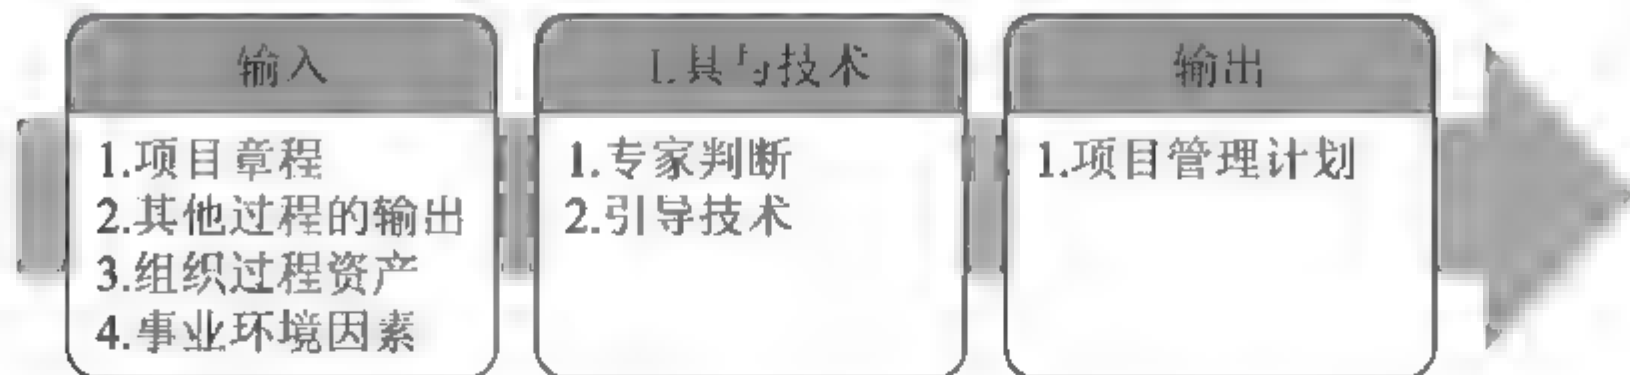 输入
1.项目章程
2.其他过程的输出
3.组织过程资产
4.事业环境因素
工具与技术
1.专家判断
2.引导技术
输出
1.项目管理计划